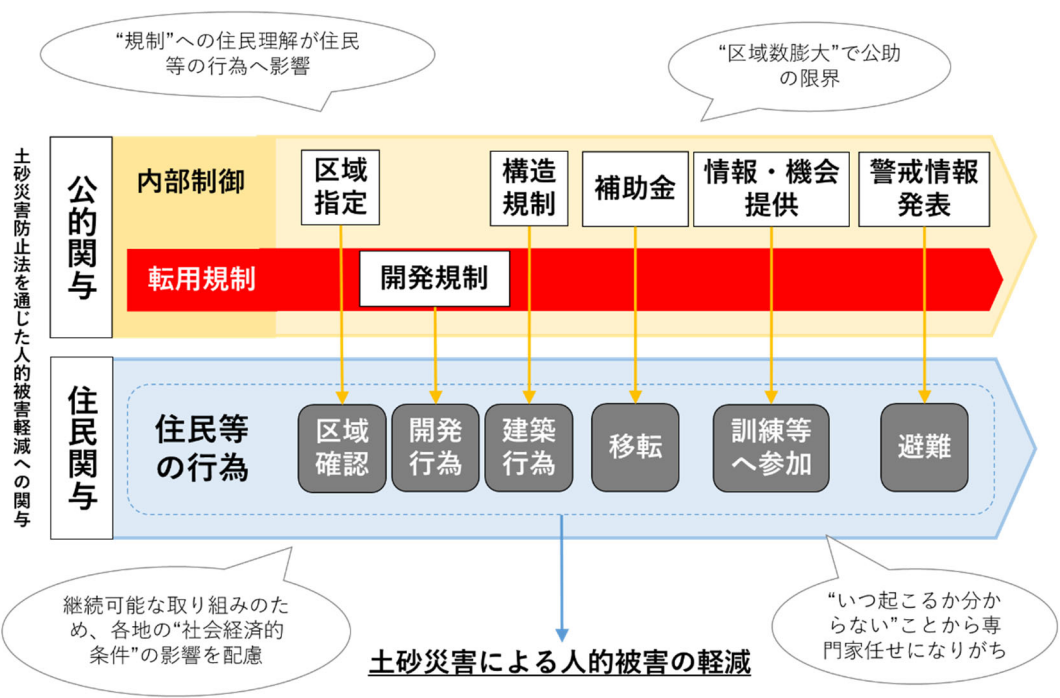 “規制”への住民理解が住民
等の行為へ影響
“区域数膨大”で公助
の限界
土砂災害防止法を通じた人的被害軽減への関与
公的関与
内部制御
区域
指定
構造
規制
補助金
情報・機会
提供
警戒情報
発表
転用規制
開発規制
住民関与
住民等
の行為
区域
確認
開発
行為
建築
行為
移転
訓練等
へ参加
避難
継続可能な取り組みのた
め、各地の“社会経済的
条件”の影響を配慮
“いつ起こるか分か
らない”ことから専
門家任せになりがち
土砂災害による人的被害の軽減